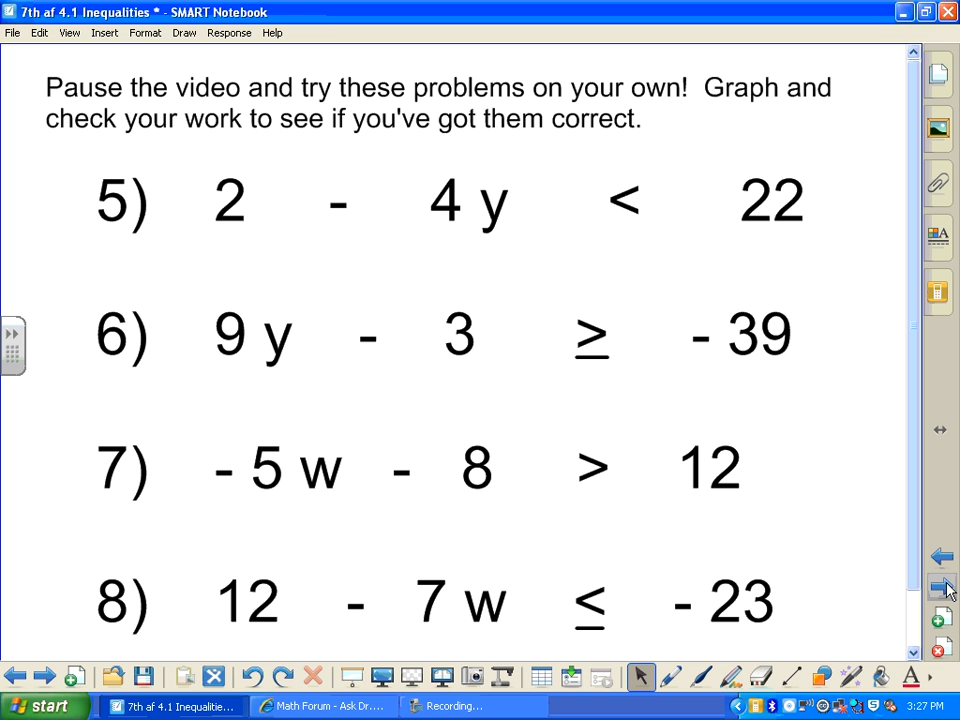 7th af 4.1 Inequalities * - SMART Notebook
File Edit View Insert Format Draw Response Help
Pause the video and try these problems on your own! Graph and
check your work to see if you've got them correct.
5) 2 - 4 y < 22
6) 9 y - 3 ≥ - 39
7) - 5 w - 8 > 12
8) 12 - 7 w ≤ - 23
start 7th af 4.1 Inequalitie... Math Forum - Ask Dr.... Recording... 3:27 PM